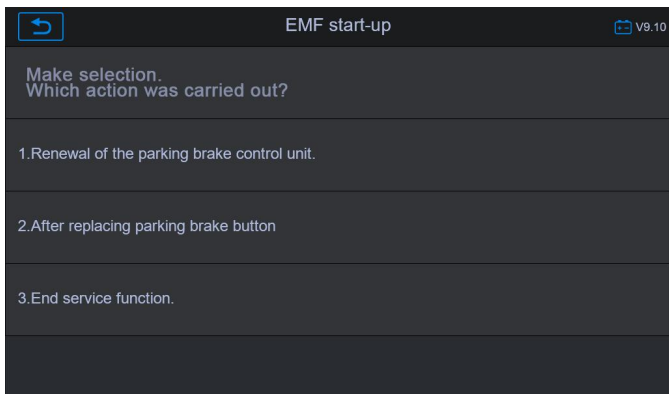 EMF start-up
V9.10
Make selection.
Which action was carried out?
1.Renewal of the parking brake control unit.
2.After replacing parking brake button
3.End service function.